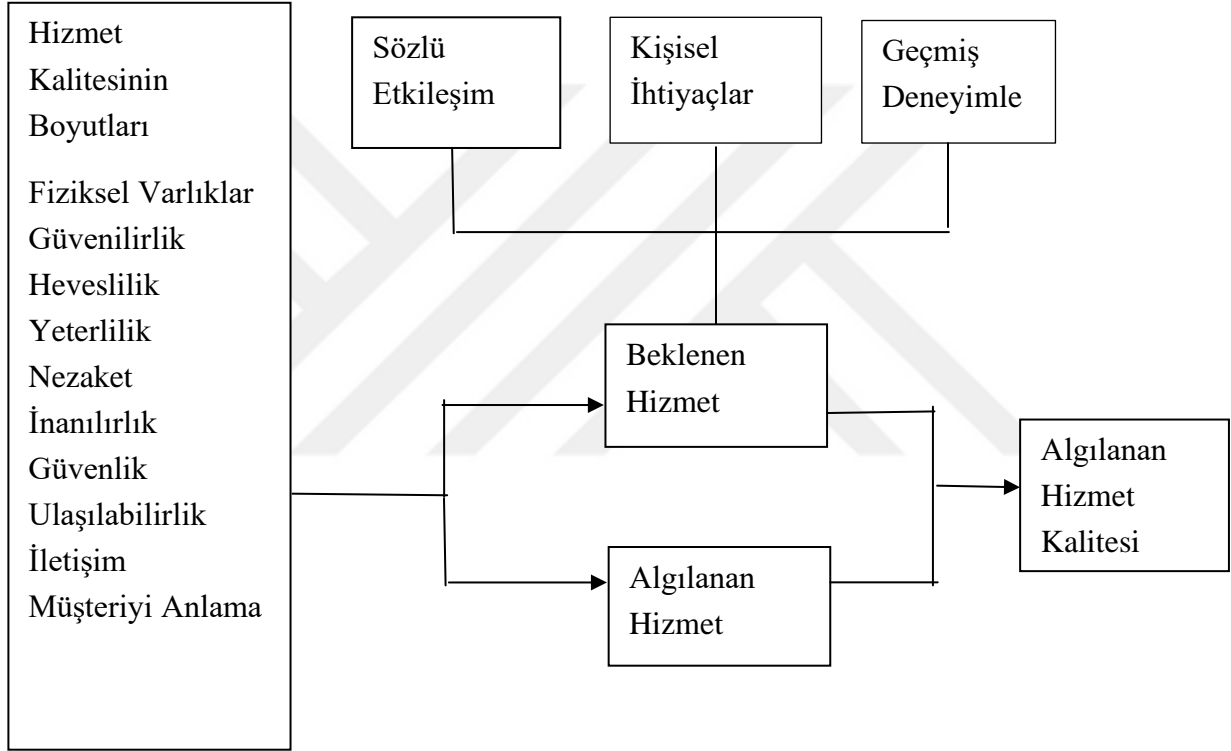 Hizmet
Kalitesinin
Boyutları
Fiziksel Varlıklar
Güvenilirlik
Heveslilik
Yeterlilik
Nezaket
İnanılırlık
Güvenlik
Ulaşılabilirlik
İletişim
Müşteriyi Anlama
Sözlü
Etkileşim
Kişisel
İhtiyaçlar
Geçmiş
Deneyimle
Beklenen
Hizmet
Algılanan
Hizmet
Algılanan
Hizmet
Kalitesi